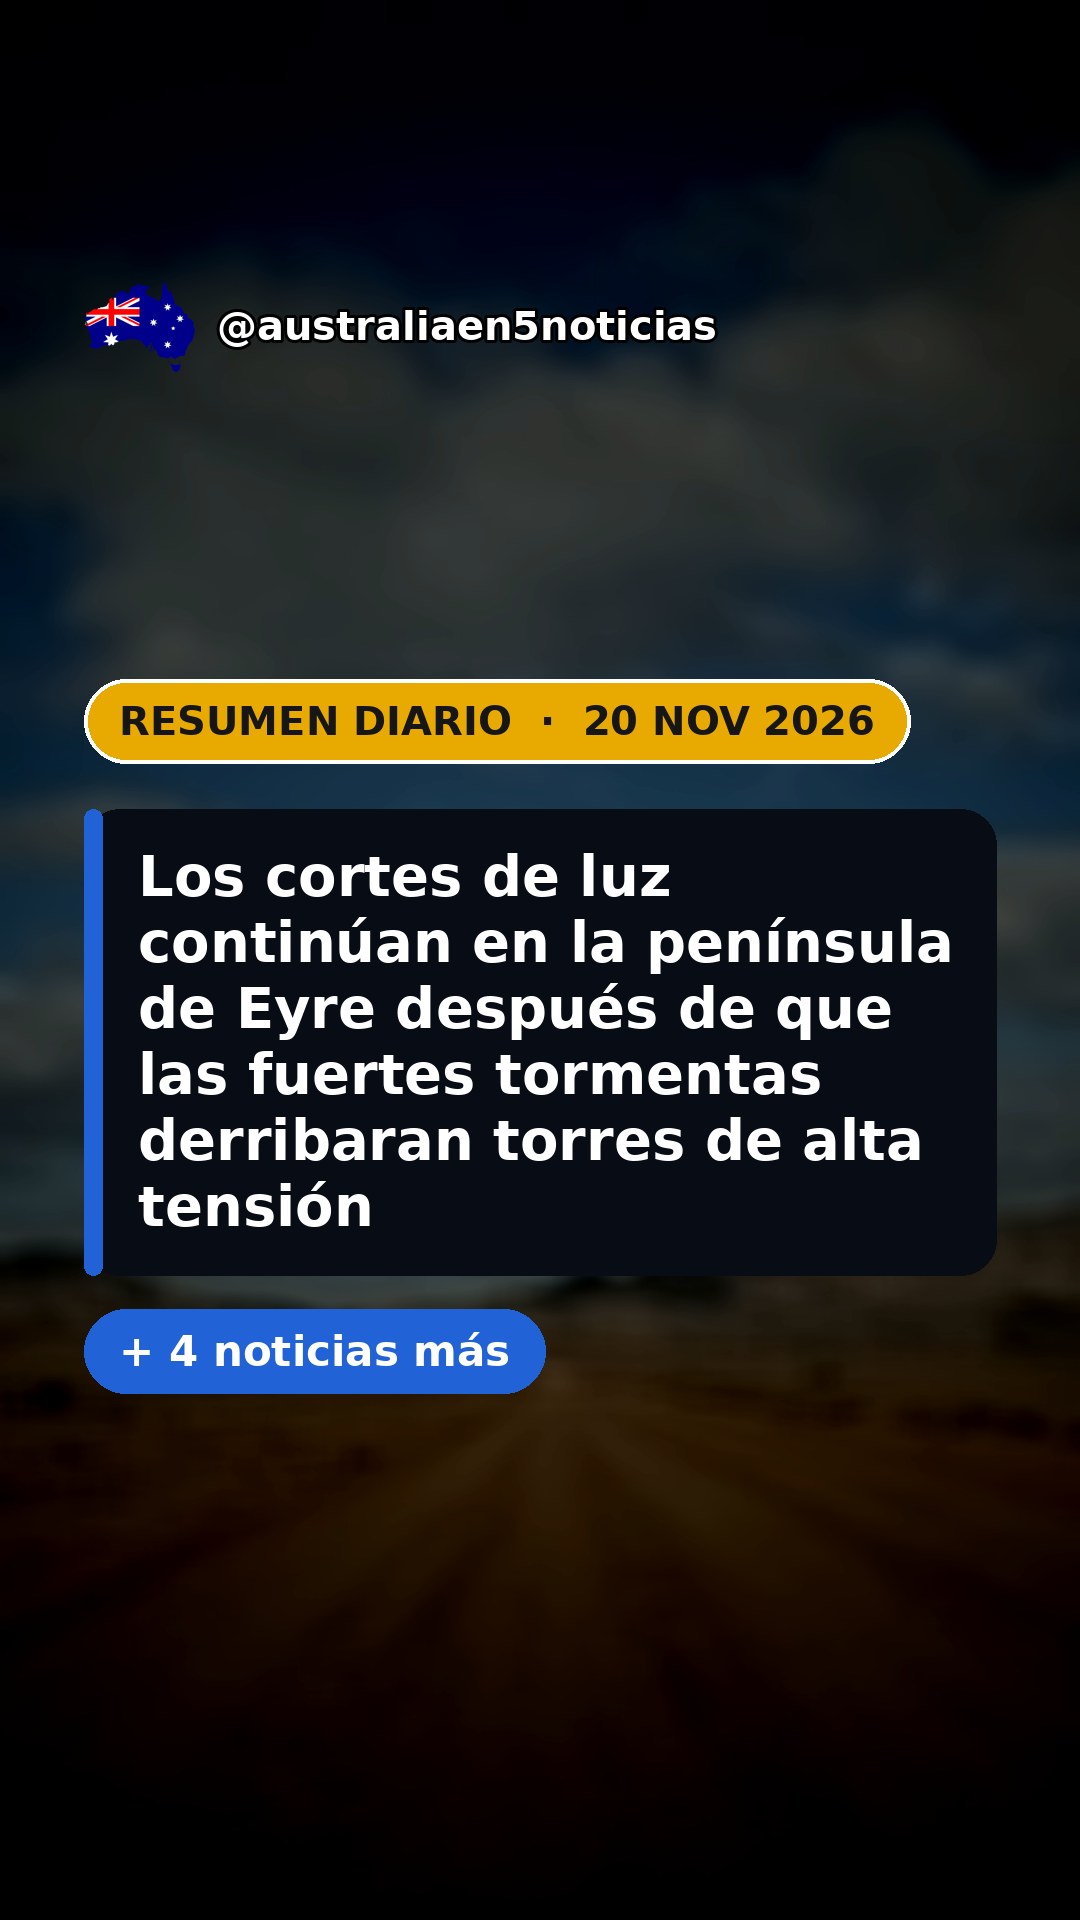 @australiaen5noticias
RESUMEN DIARIO · 20 NOV 2026
Los cortes de luz
continúan en la península
de Eyre después de que
las fuertes tormentas
derribaran torres de alta
tensión
+ 4 noticias más